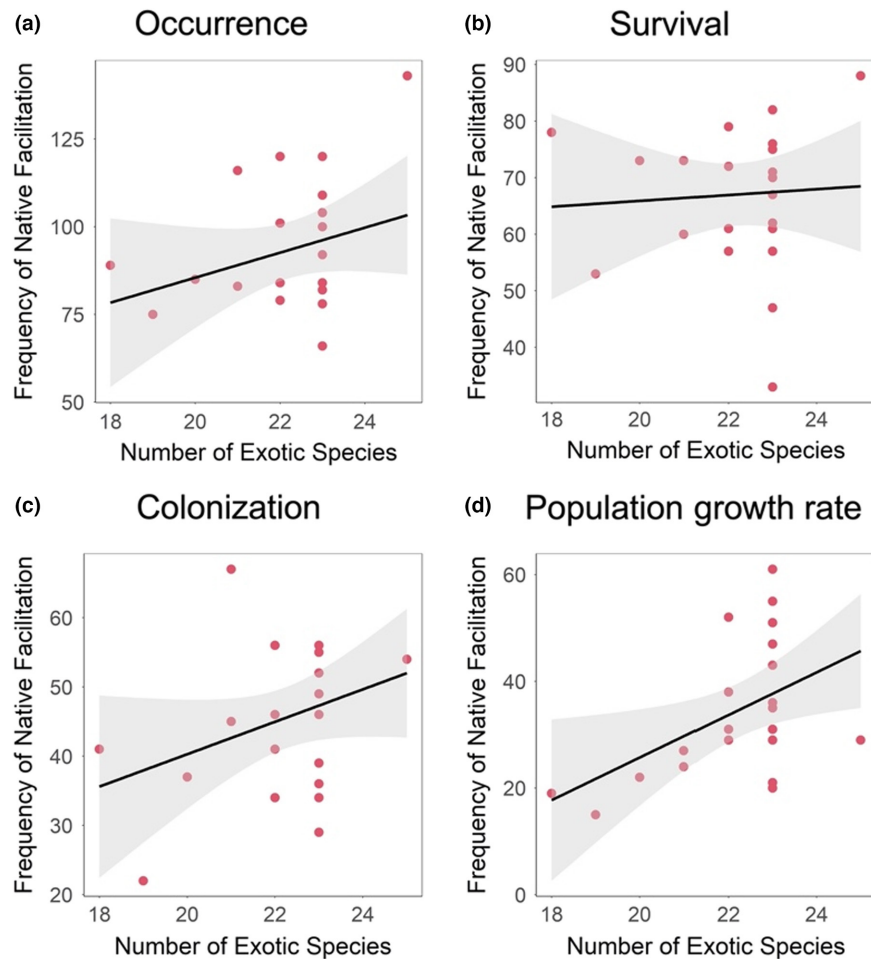 (a) Occurrence
Frequency of Native Facilitation
125
100
75
50
18 20 22 24
Number of Exotic Species
(b) Survival
Frequency of Native Facilitation
90
80
70
60
50
40
18 20 22 24
Number of Exotic Species
(c) Colonization
Frequency of Native Facilitation
60
50
40
30
20
18 20 22 24
Number of Exotic Species
(d) Population growth rate
Frequency of Native Facilitation
60
40
20
0
18 20 22 24
Number of Exotic Species